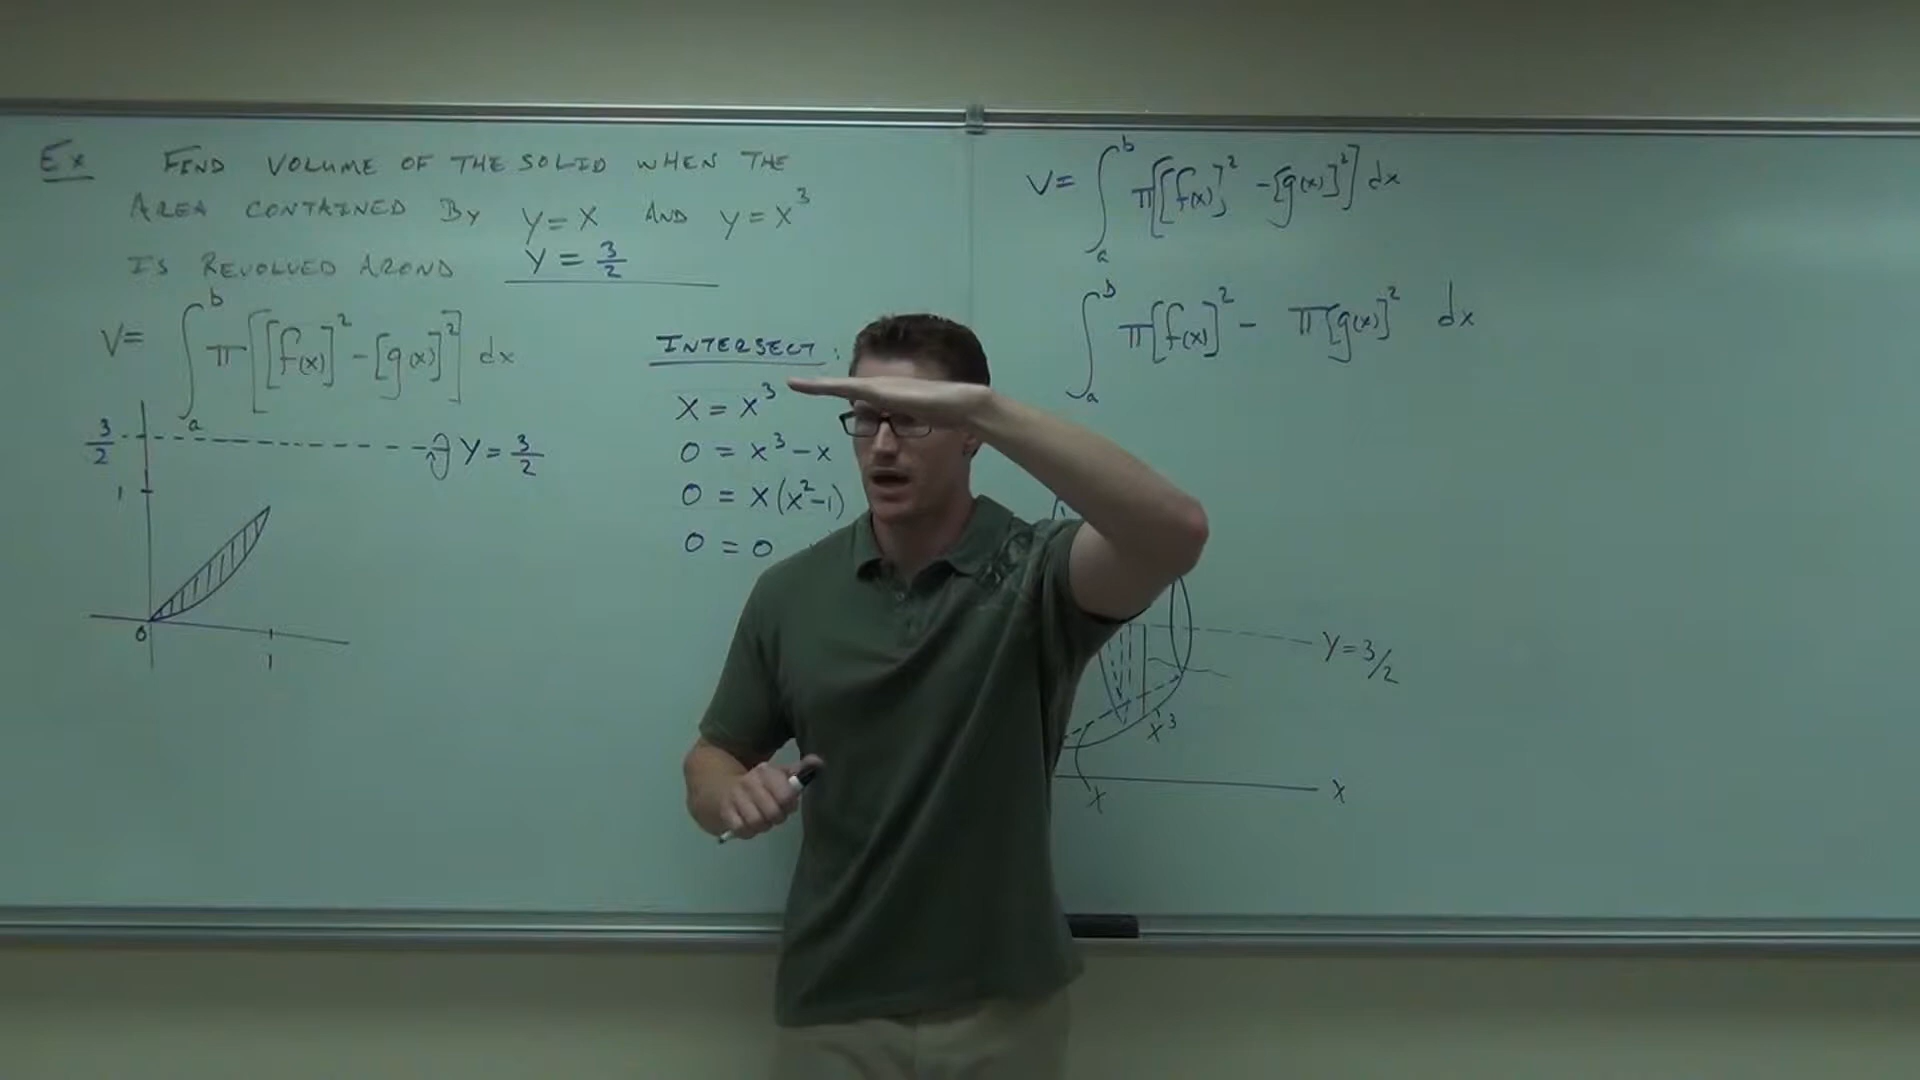 Ex FIND VOLUME OF THE SOLID WHEN THE
AREA CONTAINED BY y = x AND y = x³
IS REVOLVED AROND y = 3/2
V= ∫ₐᵇ π[[f(x)]² - [g(x)]²] dx
3/2
Y = 3/2
1
0
1
INTERSECT:
x = x³
0 = x³ - x
0 = x(x² - 1)
0 = 0
V= ∫ₐᵇ π[[f(x)]² - [g(x)]²] dx
∫ₐᵇ π[f(x)]² - π[g(x)]² dx
Y = 3/2
x³
x
x